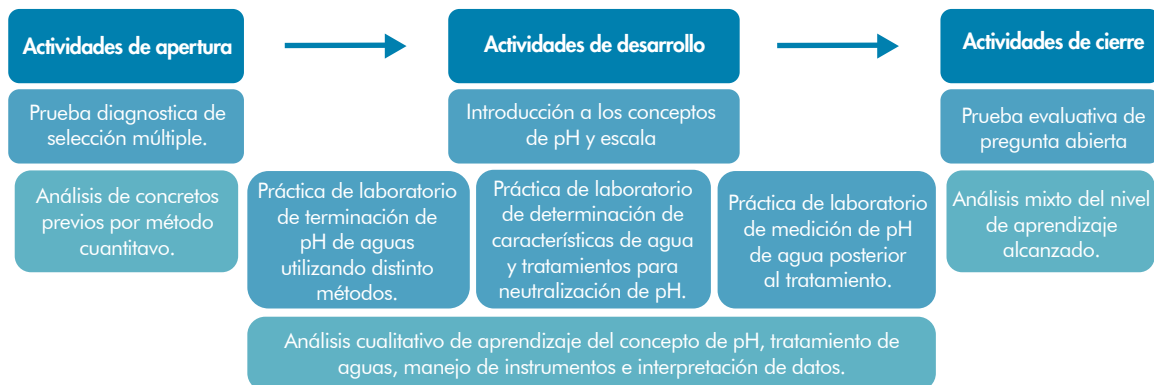 Actividades de apertura
Actividades de desarrollo
Actividades de cierre
Prueba diagnostica de
selección múltiple.
Introducción a los conceptos
de pH y escala
Prueba evaluativa de
pregunta abierta
Análisis de concretos
previos por método
cuantitavo.
Práctica de laboratorio
de terminación de
pH de aguas
utilizando distinto
métodos.
Práctica de laboratorio
de determinación de
características de agua
y tratamientos para
neutralización de pH.
Práctica de laboratorio
de medición de pH
de agua posterior
al tratamiento.
Análisis mixto del nivel
de aprendizaje
alcanzado.
Análisis cualitativo de aprendizaje del concepto de pH, tratamiento de
aguas, manejo de instrumentos e interpretación de datos.